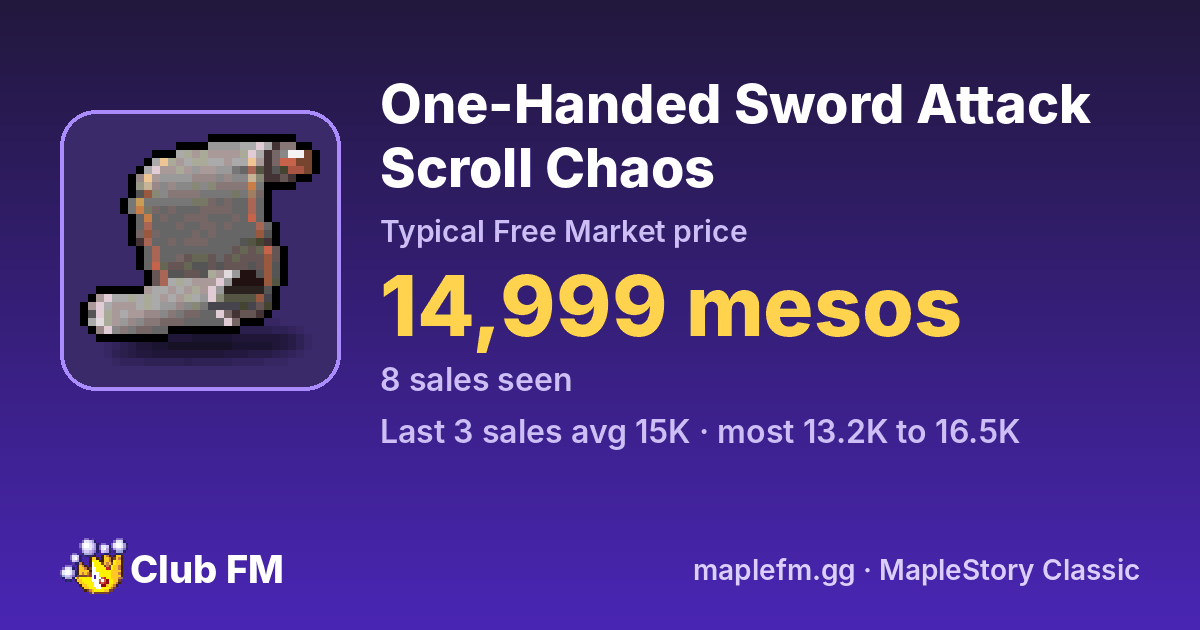 One-Handed Sword Attack
Scroll Chaos
Typical Free Market price
14,999 mesos
8 sales seen
Last 3 sales avg 15K · most 13.2K to 16.5K
Club FM
maplefm.gg · MapleStory Classic